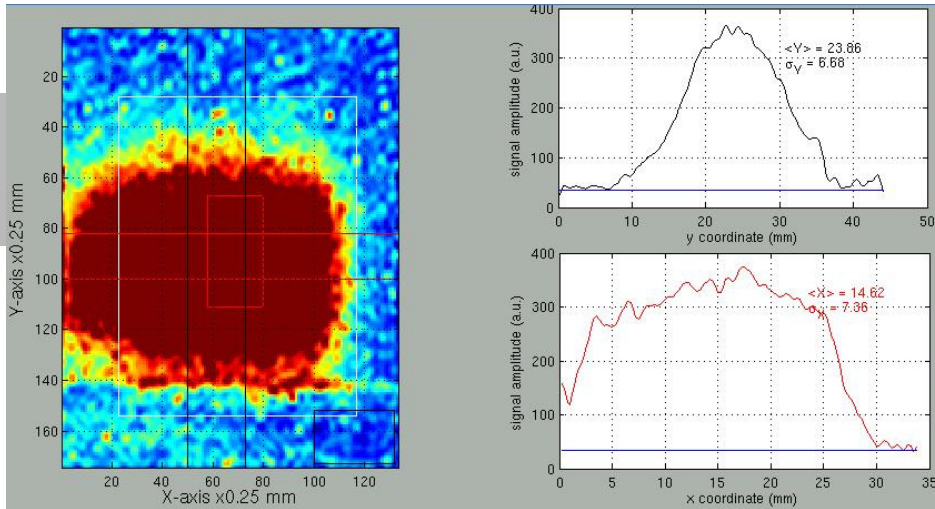 20
40
60
80
100
120
140
160
Y-axis x0.25 mm
20 40 60 80 100 120
X-axis x0.25 mm
400
300
200
100
0
signal amplitude (a.u.)
<Y> = 23.86
σY = 6.68
0 10 20 30 40 50
y coordinate (mm)
400
300
200
100
0
signal amplitude (a.u.)
<X> = 14.62
σX = 7.36
0 5 10 15 20 25 30 35
x coordinate (mm)